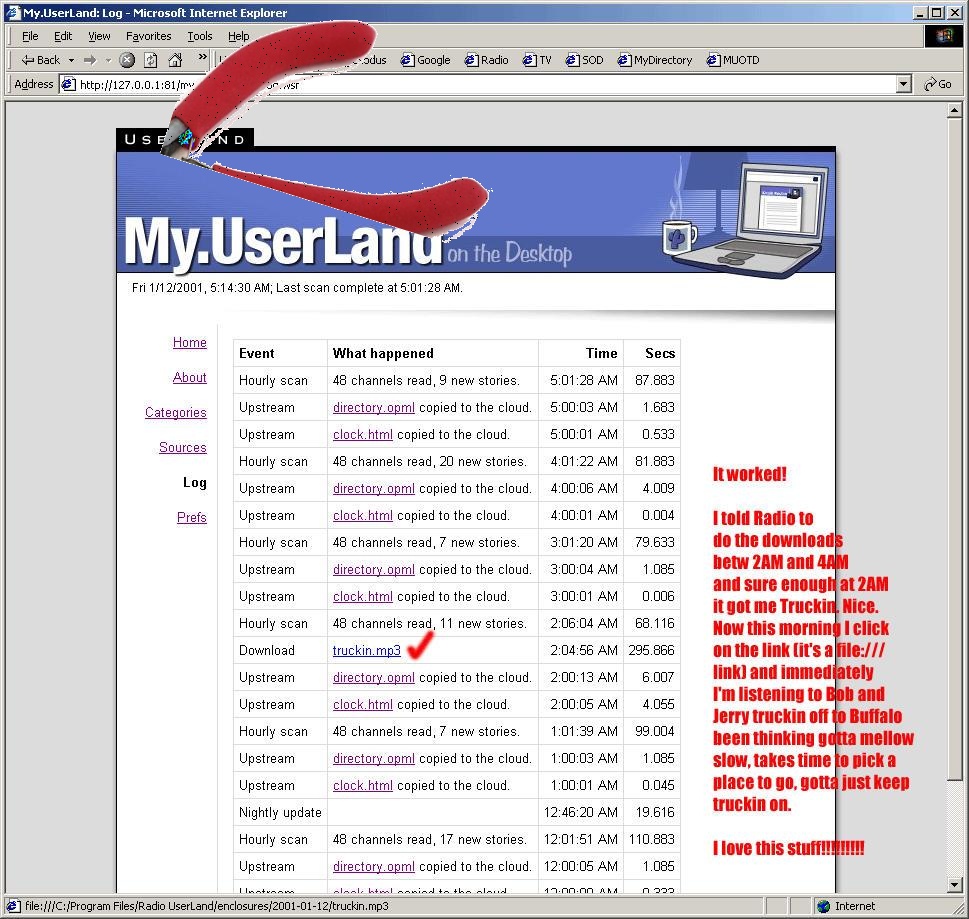 My.UserLand: Log - Microsoft Internet Explorer
File Edit View Favorites Tools Help
Back » Google Radio TV SOD MyDirectory MUOTD
Address http://127.0.0.1:81/my Go
My.UserLand on the Desktop
Fri 1/12/2001, 5:14:30 AM; Last scan complete at 5:01:28 AM.
Home
About
Categories
Sources
Log
Prefs
Event What happened Time Secs
Hourly scan 48 channels read, 9 new stories. 5:01:28 AM 87.883
Upstream directory.opml copied to the cloud. 5:00:03 AM 1.683
Upstream clock.html copied to the cloud. 5:00:01 AM 0.533
Hourly scan 48 channels read, 20 new stories. 4:01:22 AM 81.883
Upstream directory.opml copied to the cloud. 4:00:06 AM 4.009
Upstream clock.html copied to the cloud. 4:00:01 AM 0.004
Hourly scan 48 channels read, 7 new stories. 3:01:20 AM 79.633
Upstream directory.opml copied to the cloud. 3:00:04 AM 1.085
Upstream clock.html copied to the cloud. 3:00:01 AM 0.006
Hourly scan 48 channels read, 11 new stories. 2:06:04 AM 68.116
Download truckin.mp3 2:04:56 AM 295.866
Upstream directory.opml copied to the cloud. 2:00:13 AM 6.007
Upstream clock.html copied to the cloud. 2:00:05 AM 4.055
Hourly scan 48 channels read, 7 new stories. 1:01:39 AM 99.004
Upstream directory.opml copied to the cloud. 1:00:03 AM 1.085
Upstream clock.html copied to the cloud. 1:00:01 AM 0.045
Nightly update 12:46:20 AM 19.616
Hourly scan 48 channels read, 17 new stories. 12:01:51 AM 110.883
Upstream directory.opml copied to the cloud. 12:00:05 AM 1.085
Upstream clock.html copied to the cloud. 12:00:00 AM 0.333
It worked!
I told Radio to
do the downloads
betw 2AM and 4AM
and sure enough at 2AM
it got me Truckin. Nice.
Now this morning I click
on the link (it's a file:///
link) and immediately
I'm listening to Bob and
Jerry truckin off to Buffalo
been thinking gotta mellow
slow, takes time to pick a
place to go, gotta just keep
truckin on.
I love this stuff!!!!!!!!!
file:///C:/Program Files/Radio UserLand/enclosures/2001-01-12/truckin.mp3 Internet